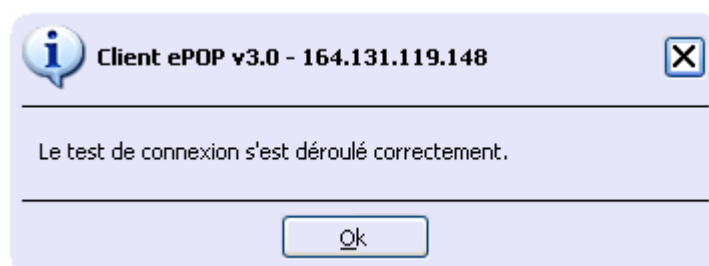 Client ePOP v3.0 - 164.131.119.148
Le test de connexion s'est déroulé correctement.
Ok